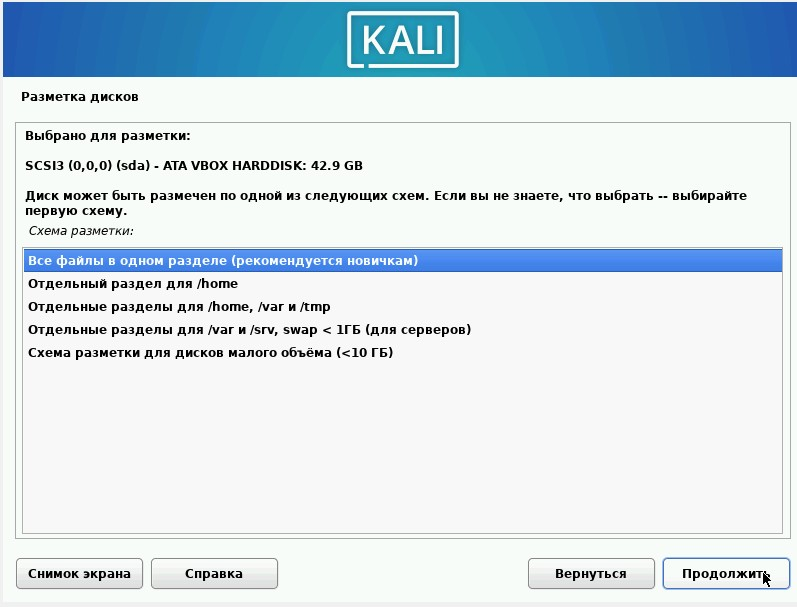 KALI
Разметка дисков
Выбрано для разметки:
SCSI3 (0,0,0) (sda) - ATA VBOX HARDDISK: 42.9 GB
Диск может быть размечен по одной из следующих схем. Если вы не знаете, что выбрать -- выбирайте
первую схему.
Схема разметки:
Все файлы в одном разделе (рекомендуется новичкам)
Отдельный раздел для /home
Отдельные разделы для /home, /var и /tmp
Отдельные разделы для /var и /srv, swap < 1ГБ (для серверов)
Схема разметки для дисков малого объёма (<10 ГБ)
Снимок экрана
Справка
Вернуться
Продолжить